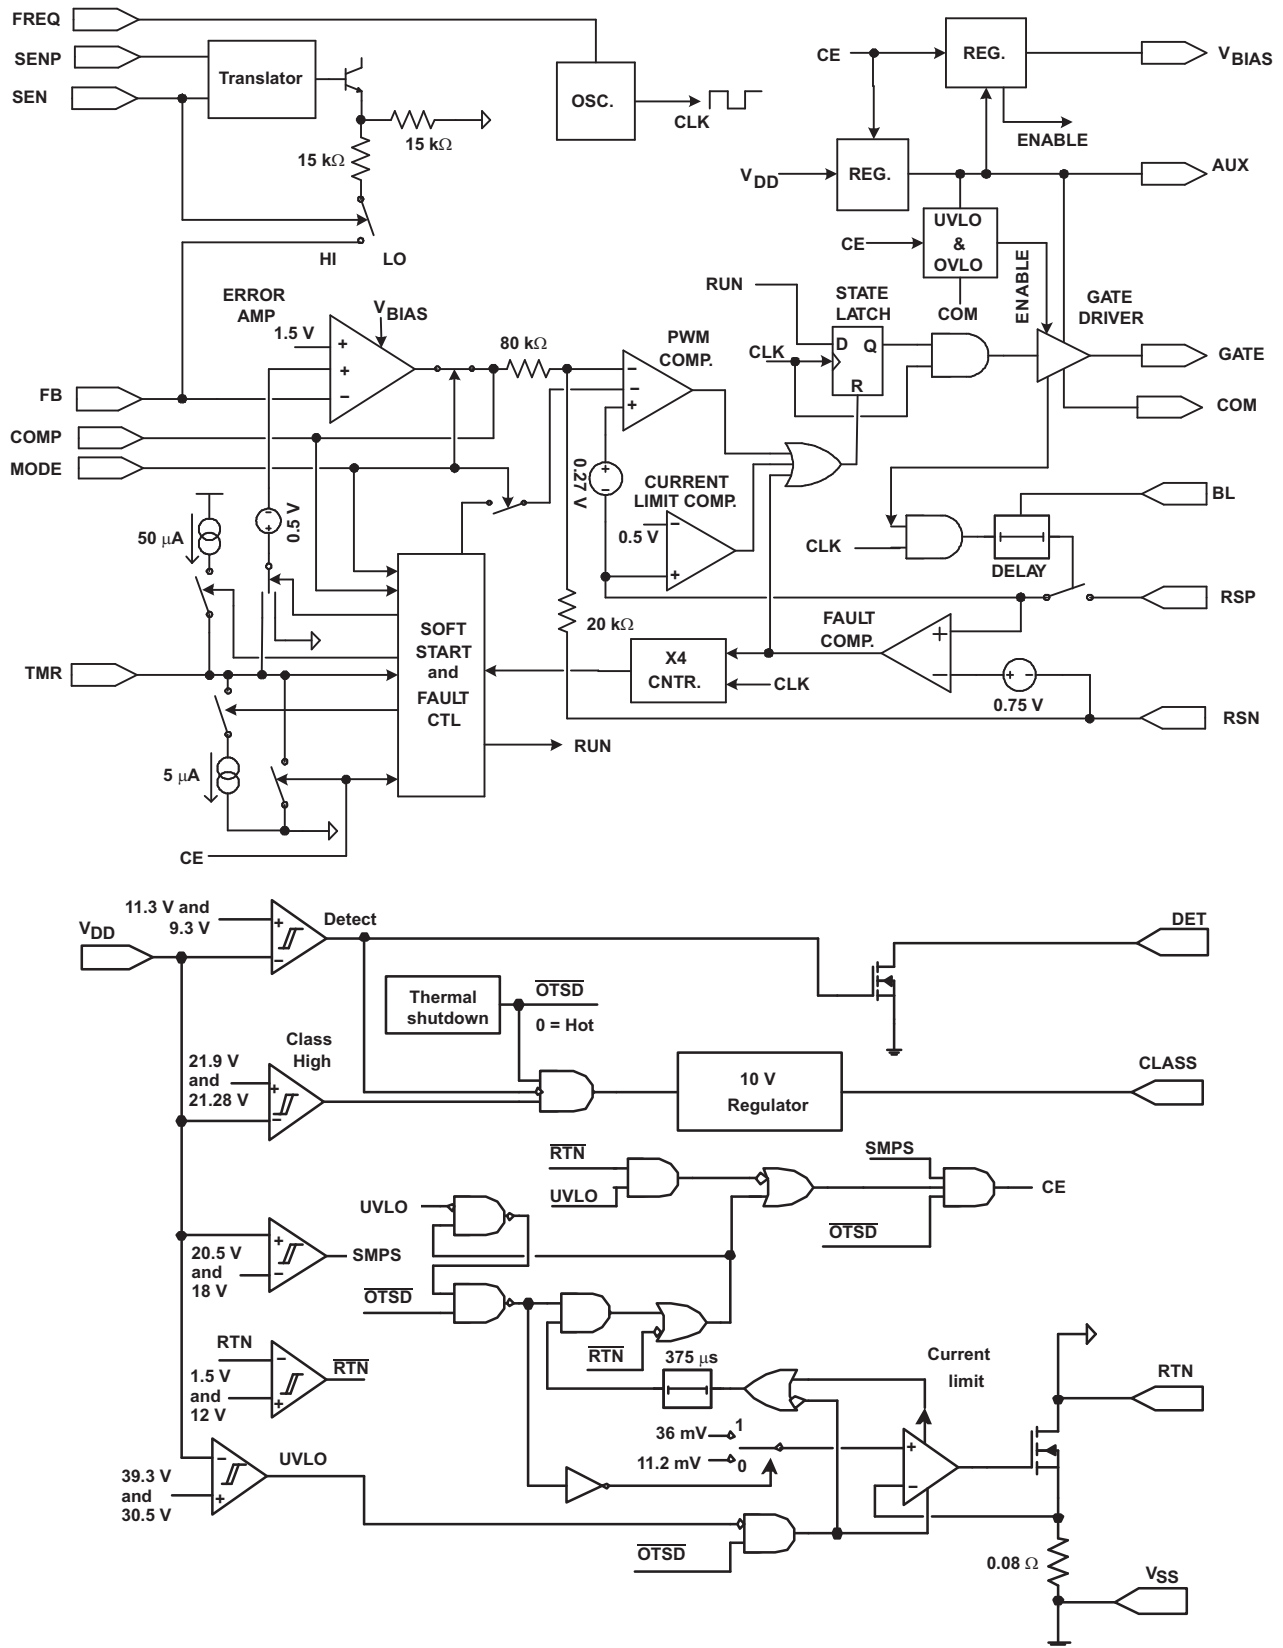 FREQ
SENP
SEN
Translator
15 kΩ
15 kΩ
OSC.
CLK
CE
REG.
VBIAS
ENABLE
VDD
REG.
AUX
CE
UVLO
&
OVLO
COM
ENABLE
HI
LO
ERROR
AMP
1.5 V
VBIAS
80 kΩ
PWM
COMP.
RUN
STATE
LATCH
CLK
D
Q
R
GATE
DRIVER
GATE
COM
FB
COMP
MODE
50 μA
0.5 V
0.27 V
CURRENT
LIMIT COMP.
0.5 V
BL
CLK
DELAY
RSP
20 kΩ
FAULT
COMP.
SOFT
START
and
FAULT
CTL
X4
CNTR.
CLK
0.75 V
RSN
TMR
RUN
5 μA
CE
11.3 V and
9.3 V
VDD
Detect
DET
Thermal
shutdown
OTSD
0 = Hot
Class
High
21.9 V
and
21.28 V
10 V
Regulator
CLASS
RTN
UVLO
SMPS
OTSD
CE
UVLO
20.5 V
and
18 V
SMPS
OTSD
RTN
375 μs
RTN
1.5 V
and
12 V
RTN
Current
limit
RTN
36 mV
1
11.2 mV
0
UVLO
39.3 V
and
30.5 V
OTSD
0.08 Ω
VSS